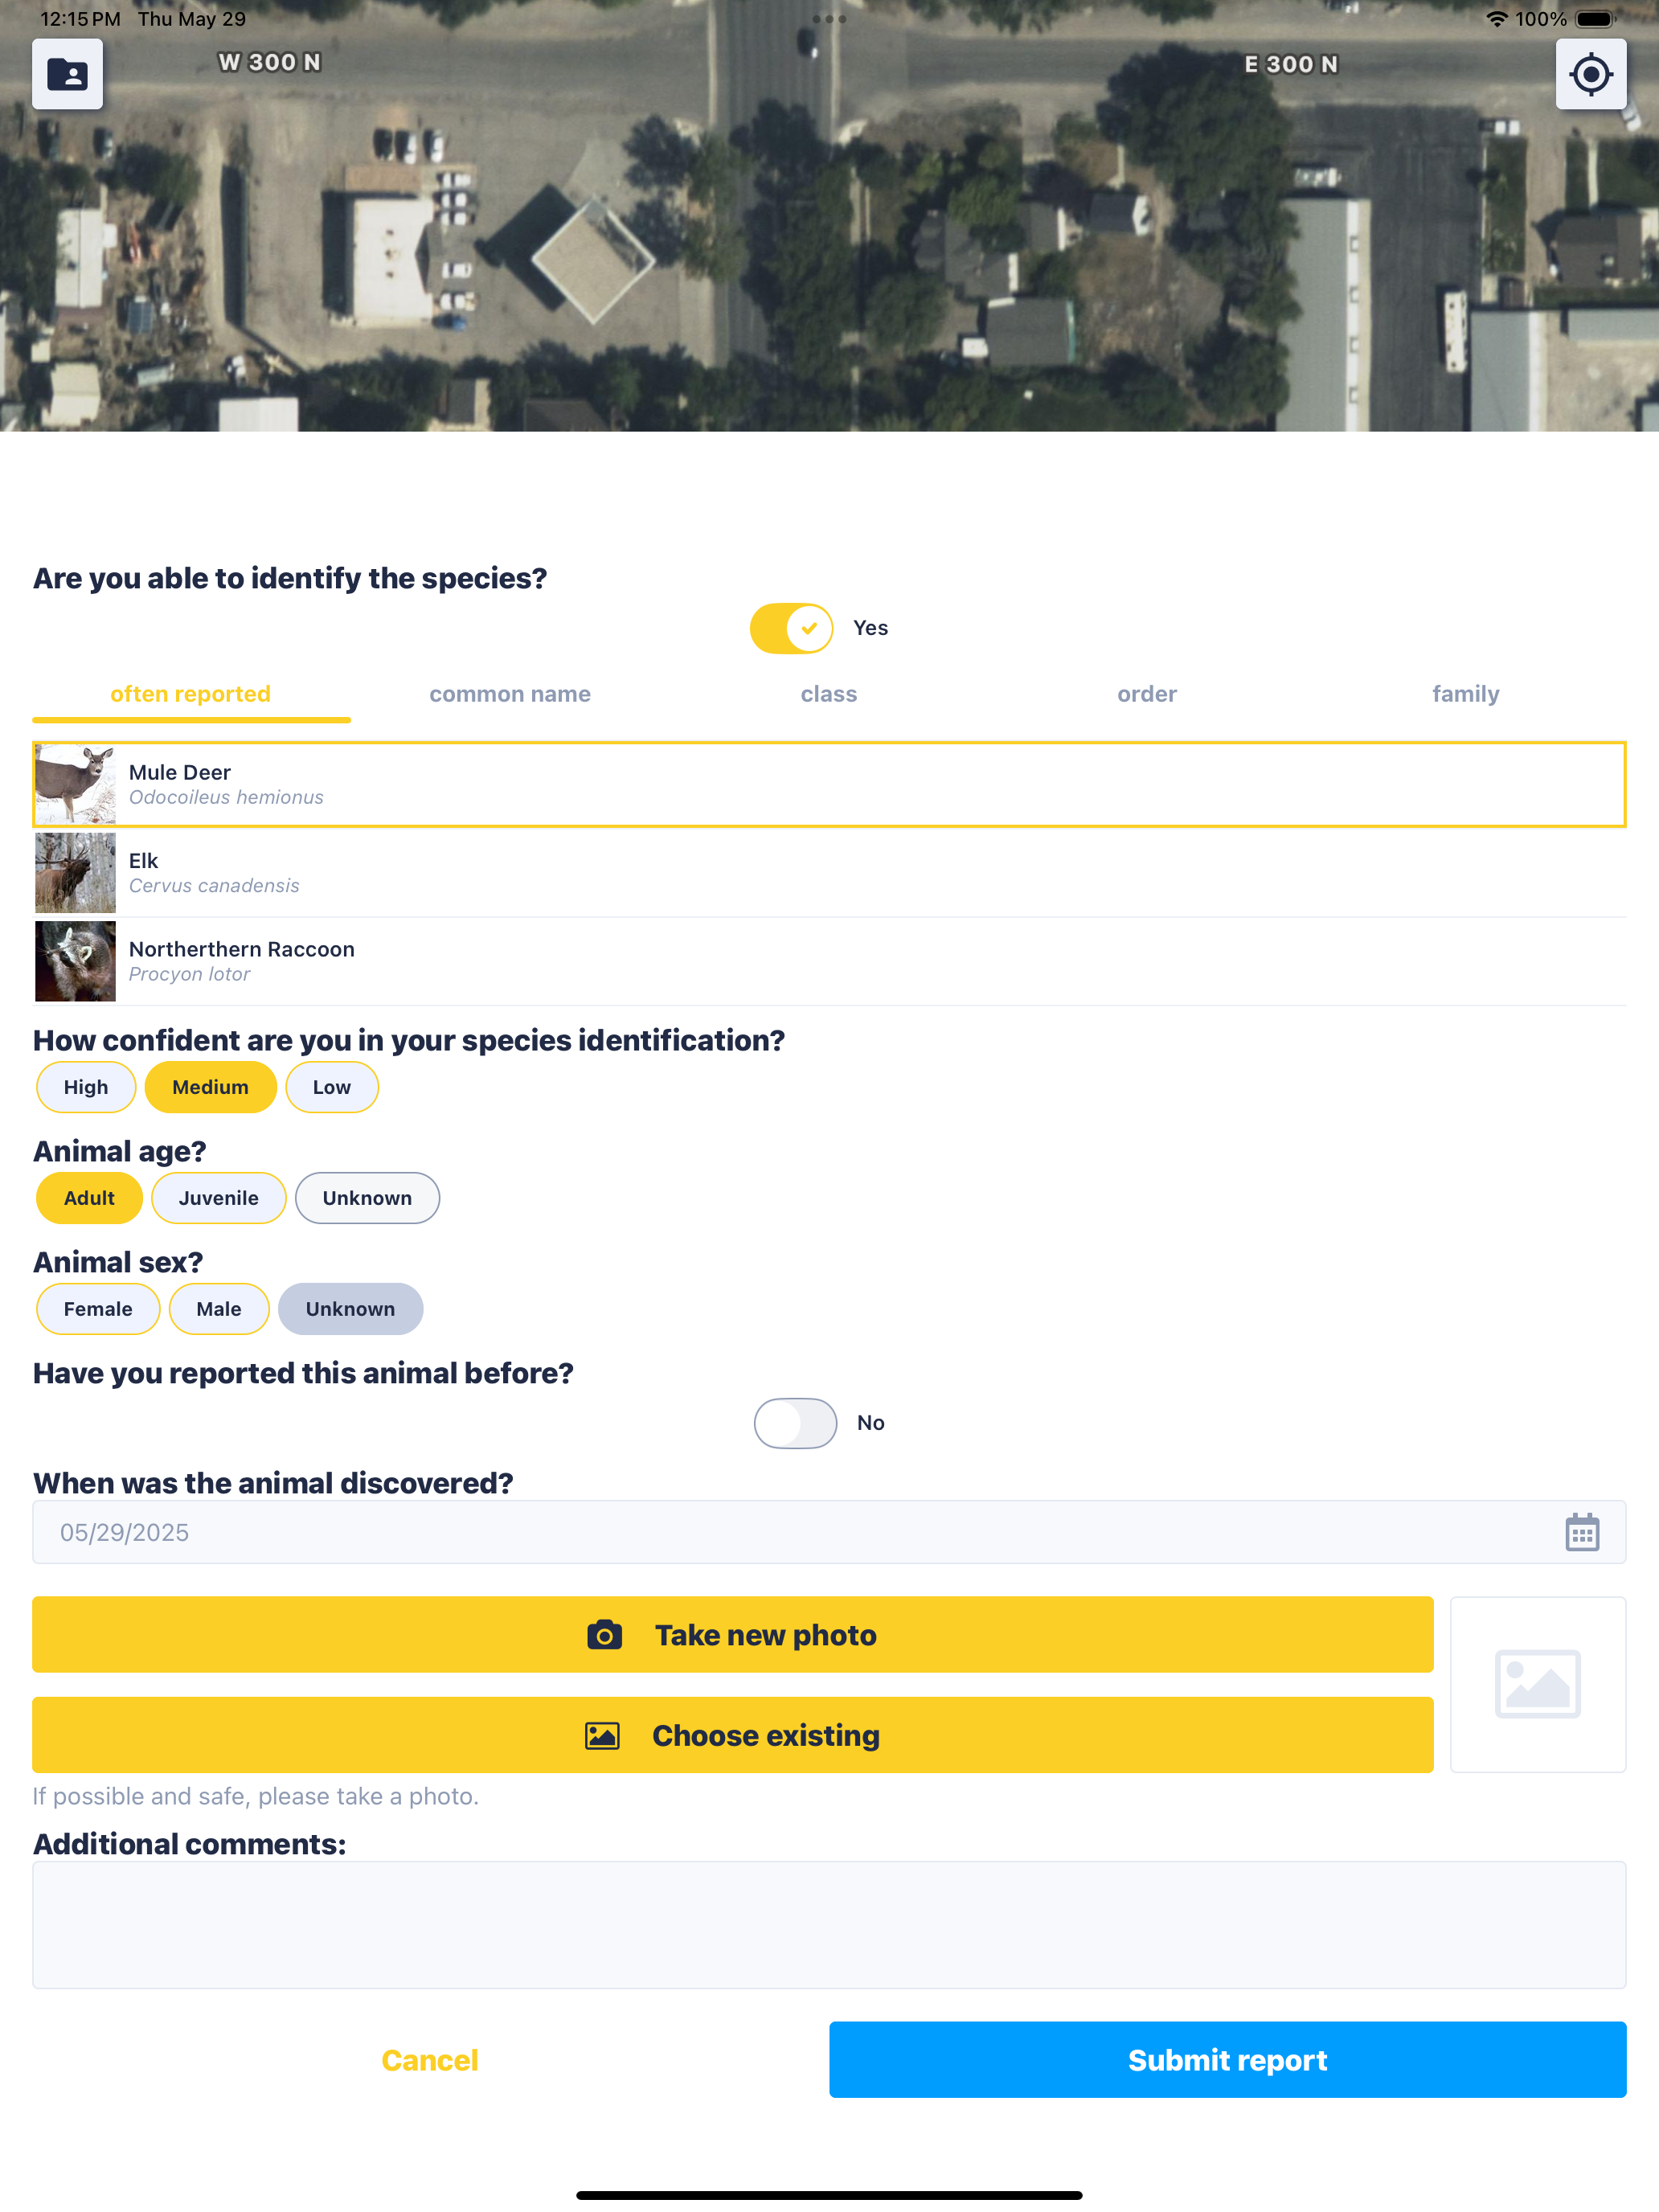 12:15 PM Thu May 29
100%
W 300 N
E 300 N
Are you able to identify the species?
Yes
often reported common name class order family
Mule Deer
Odocoileus hemionus
Elk
Cervus canadensis
Northerthern Raccoon
Procyon lotor
How confident are you in your species identification?
High Medium Low
Animal age?
Adult Juvenile Unknown
Animal sex?
Female Male Unknown
Have you reported this animal before?
No
When was the animal discovered?
05/29/2025
Take new photo
Choose existing
If possible and safe, please take a photo.
Additional comments:
Cancel Submit report